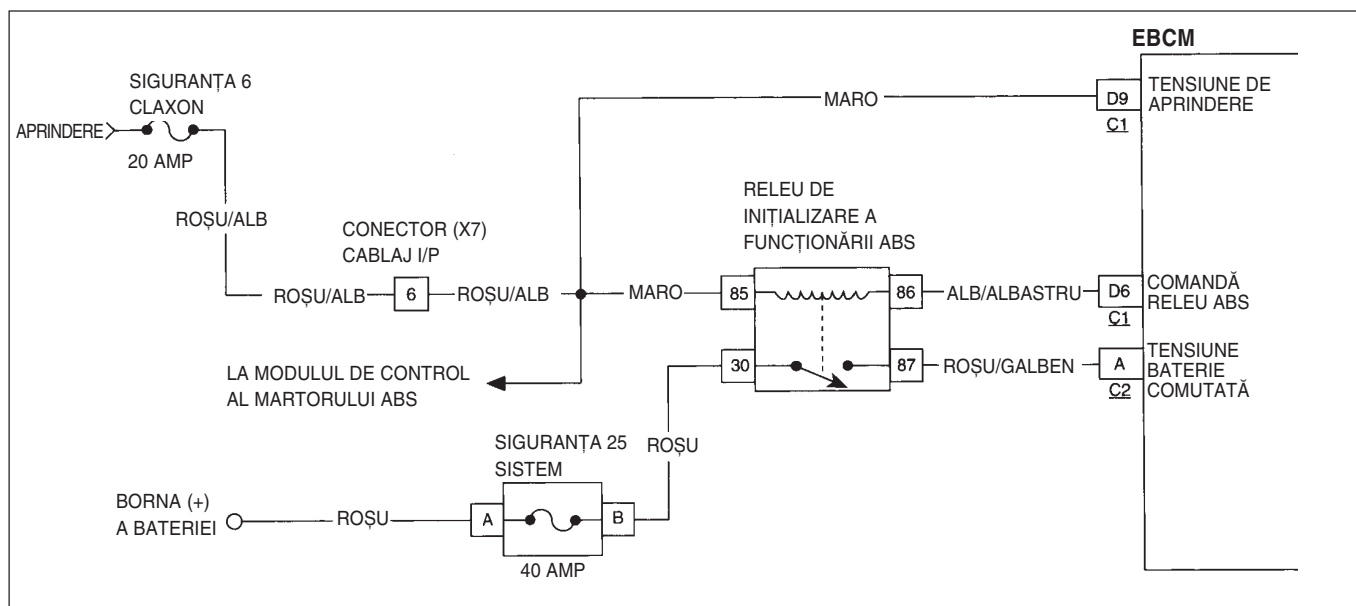 EBCM
SIGURANȚA 6
CLAXON
APRINDERE
20 AMP
MARO
D9
C1
TENSIUNE DE
APRINDERE
ROȘU/ALB
CONECTOR (X7)
CABLAJ I/P
RELEU DE
INIȚIALIZARE A
FUNCȚIONĂRII ABS
ROȘU/ALB
6
ROȘU/ALB
MARO
85
86
ALB/ALBASTRU
D6
C1
COMANDĂ
RELEU ABS
30
87
ROȘU/GALBEN
A
C2
TENSIUNE
BATERIE
COMUTATĂ
LA MODULUL DE CONTROL
AL MARTORULUI ABS
ROȘU
SIGURANȚA 25
SISTEM
BORNA (+)
A BATERIEI
ROȘU
A
B
40 AMP